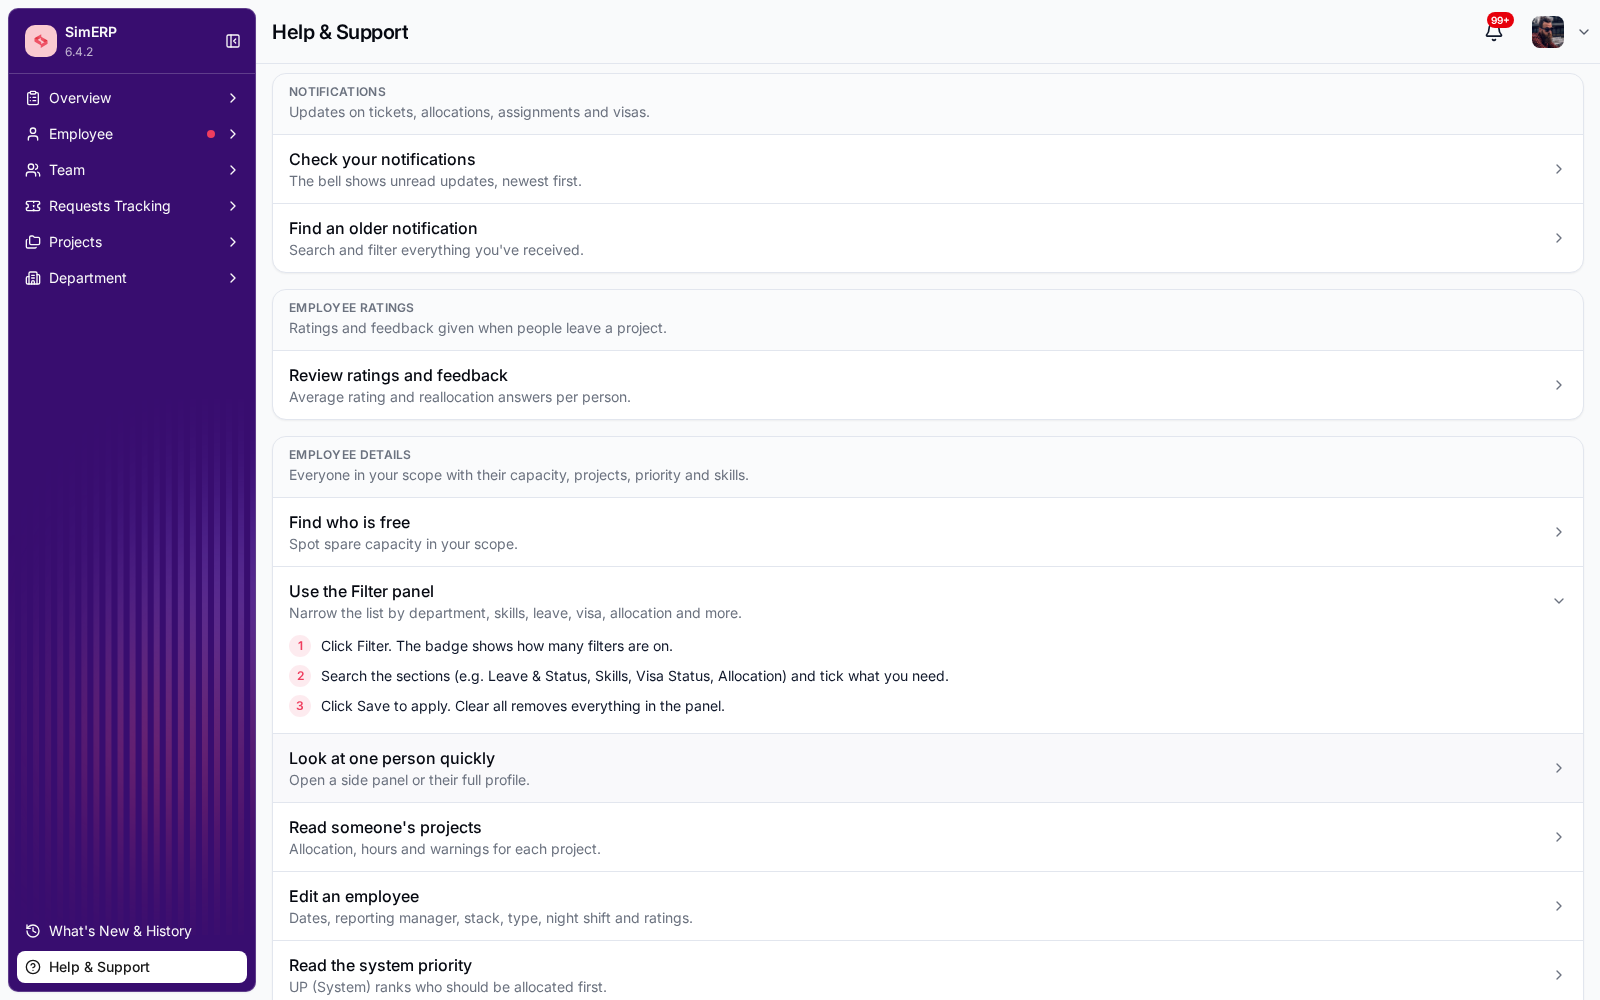 SimERP
6.4.2
Overview
Employee
Team
Requests Tracking
Projects
Department
What's New & History
Help & Support
Help & Support
99+
NOTIFICATIONS
Updates on tickets, allocations, assignments and visas.
Check your notifications
The bell shows unread updates, newest first.
Find an older notification
Search and filter everything you've received.
EMPLOYEE RATINGS
Ratings and feedback given when people leave a project.
Review ratings and feedback
Average rating and reallocation answers per person.
EMPLOYEE DETAILS
Everyone in your scope with their capacity, projects, priority and skills.
Find who is free
Spot spare capacity in your scope.
Use the Filter panel
Narrow the list by department, skills, leave, visa, allocation and more.
1 Click Filter. The badge shows how many filters are on.
2 Search the sections (e.g. Leave & Status, Skills, Visa Status, Allocation) and tick what you need.
3 Click Save to apply. Clear all removes everything in the panel.
Look at one person quickly
Open a side panel or their full profile.
Read someone's projects
Allocation, hours and warnings for each project.
Edit an employee
Dates, reporting manager, stack, type, night shift and ratings.
Read the system priority
UP (System) ranks who should be allocated first.